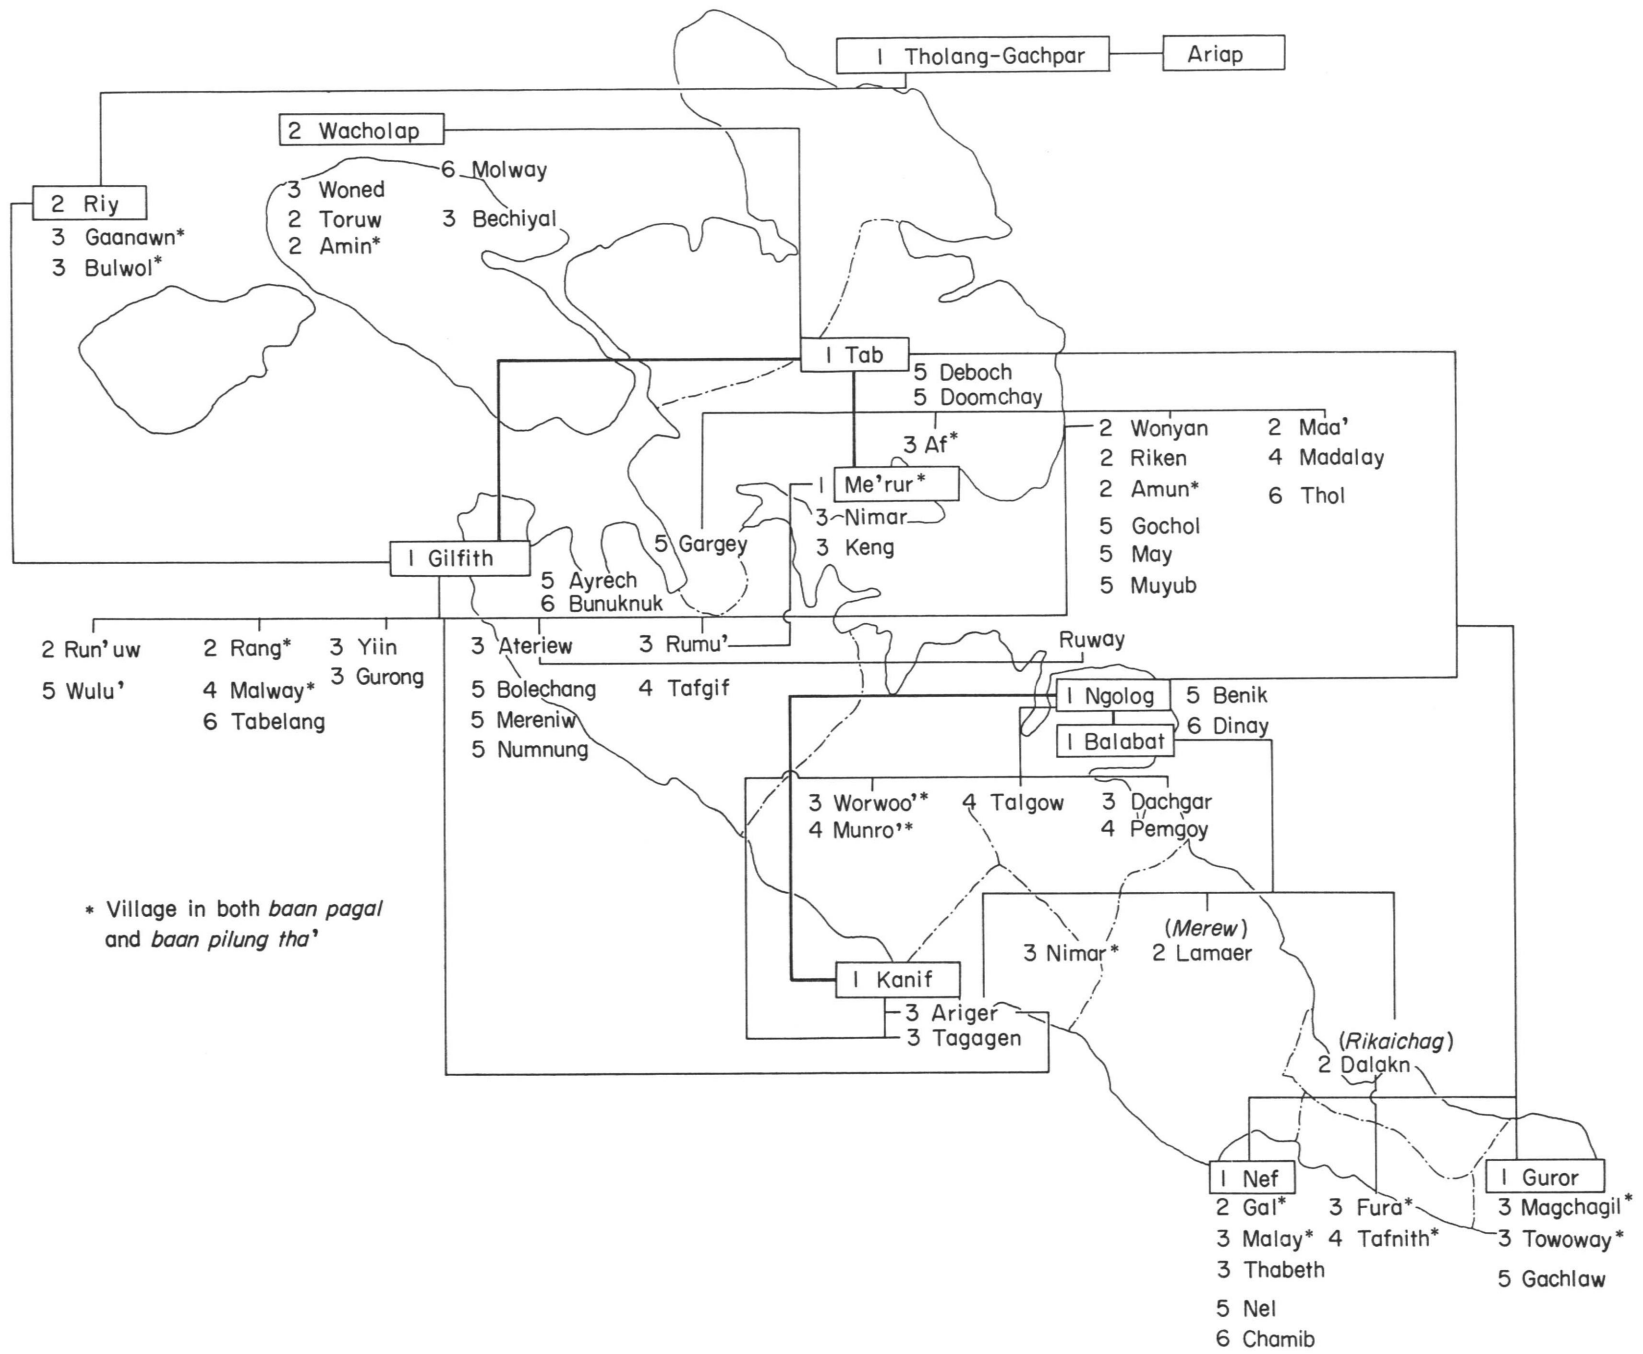 1 Tholang-Gachpar
Ariap
2 Wacholap
6 Molway
3 Woned
2 Toruw
3 Bechiyal
2 Amin*
2 Riy
3 Gaanawn*
3 Bulwol*
1 Tab
5 Deboch
5 Doomchay
3 Af*
2 Wonyan
2 Riken
2 Amun*
5 Gochol
5 May
5 Muyub
2 Maa'
4 Madalay
6 Thol
1 Me'rur*
3 Nimar
3 Keng
5 Gargey
1 Gilfith
5 Ayrech
6 Bunuknuk
2 Run'uw
5 Wulu'
2 Rang*
4 Malway*
6 Tabelang
3 Yiin
3 Gurong
3 Ateriew
5 Bolechang
5 Mereniw
5 Numnung
3 Rumu'
4 Tafgif
Ruway
1 Ngolog
5 Benik
6 Dinay
1 Balabat
3 Worwoo'*
4 Munro'*
4 Talgow
3 Dachgar
4 Pemgoy
* Village in both baan pagal
and baan pilung tha'
(Merew)
3 Nimar*
2 Lamaer
1 Kanif
3 Ariger
3 Tagagen
(Rikaichag)
2 Dalakn
1 Nef
2 Gal*
3 Malay*
3 Thabeth
5 Nel
6 Chamib
3 Fura*
4 Tafnith*
1 Guror
3 Magchagil*
3 Towoway*
5 Gachlaw